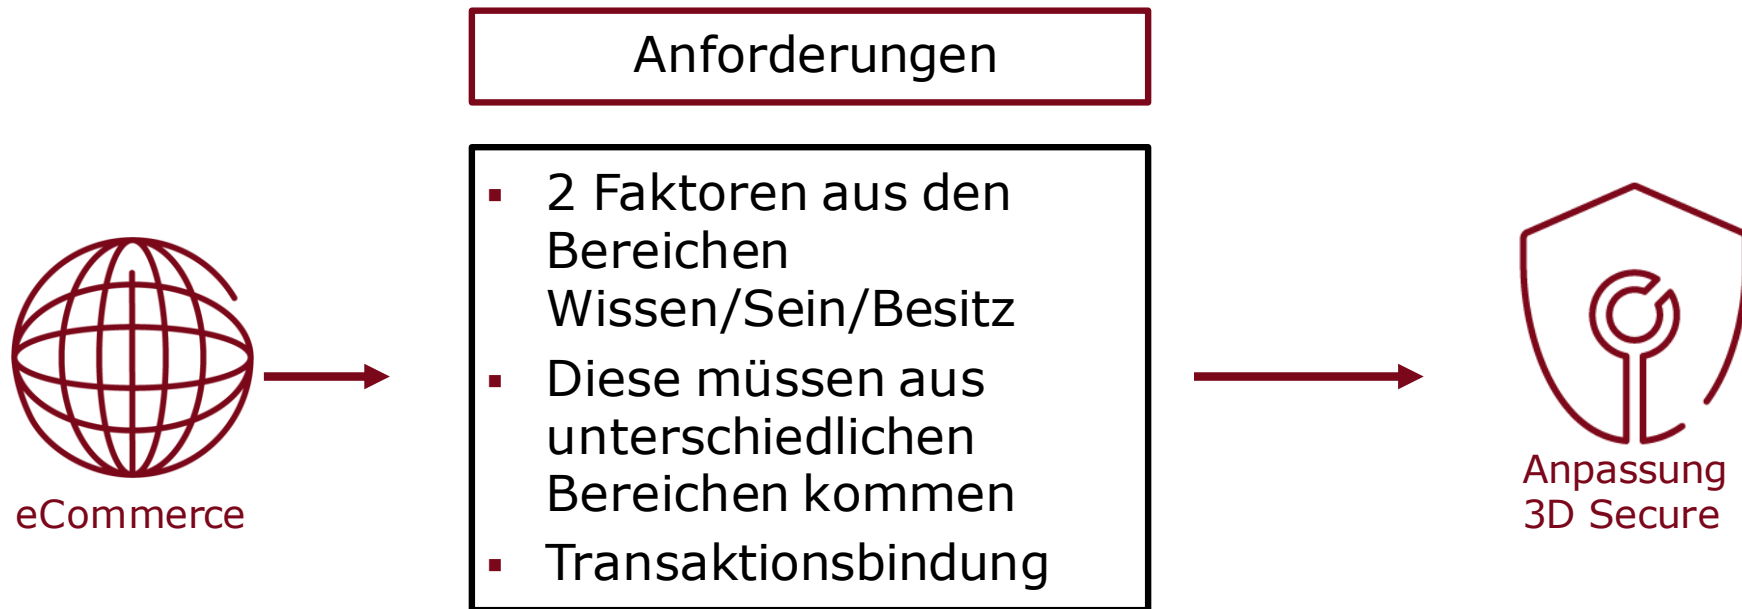 Anforderungen
▪ 2 Faktoren aus den
Bereichen
Wissen/Sein/Besitz
▪ Diese müssen aus
unterschiedlichen
Bereichen kommen
▪ Transaktionsbindung
eCommerce
Anpassung
3D Secure